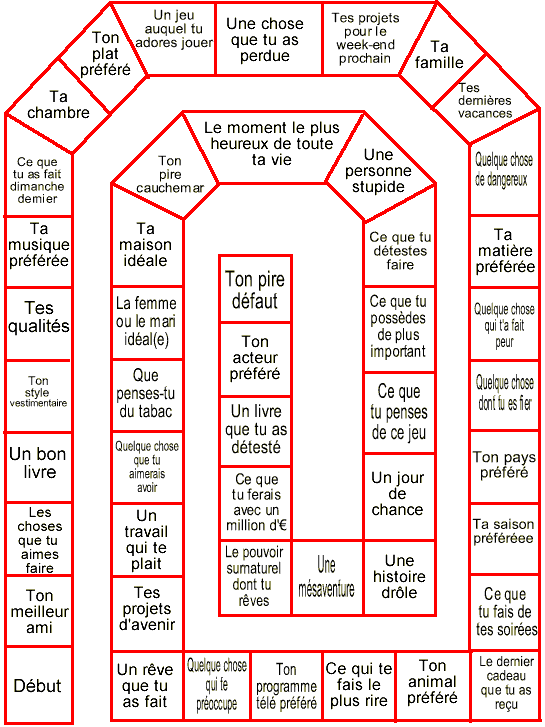 Début
Ton
meilleur
ami
Les
choses
que tu
aimes
faire
Un bon
livre
Ton
style
vestimentaire
Tes
qualités
Ta
musique
préférée
Ce que
tu as fait
dimanche
dernier
Ta
chambre
Ton
plat
préféré
Un jeu
auquel tu
adores jouer
Une chose
que tu as
perdue
Tes projets
pour le
week-end
prochain
Ta
famille
Tes
dernières
vacances
Quelque chose
de dangereux
Ta
matière
préférée
Quelque chose
qui t'a fait
peur
Quelque chose
dont tu es fier
Ton pays
préféré
Ta saison
préféréee
Ce que
tu fais de
tes soirées
Le dernier
cadeau
que tu as
reçu
Ton
animal
préféré
Ce qui te
fais le
plus rire
Ton
programme
télé préféré
Quelque chose
qui te
préoccupe
Un rêve
que tu
as fait
Tes
projets
d'avenir
Un
travail
qui te
plait
Quelque chose
que tu
aimerais
avoir
Que
penses-tu
du tabac
La femme
ou le mari
idéal(e)
Ta
maison
idéale
Ton
pire
cauchemar
Le moment le plus
heureux de toute
ta vie
Une
personne
stupide
Ce que tu
détestes
faire
Ce que tu
possèdes
de plus
important
Ce que
tu penses
de ce jeu
Un jour
de
chance
Une
histoire
drôle
Une
mésaventure
Le pouvoir
surnaturel
dont tu
rêves
Ce que
tu ferais
avec un
million d'€
Un livre
que tu as
détesté
Ton
acteur
préféré
Ton pire
défaut